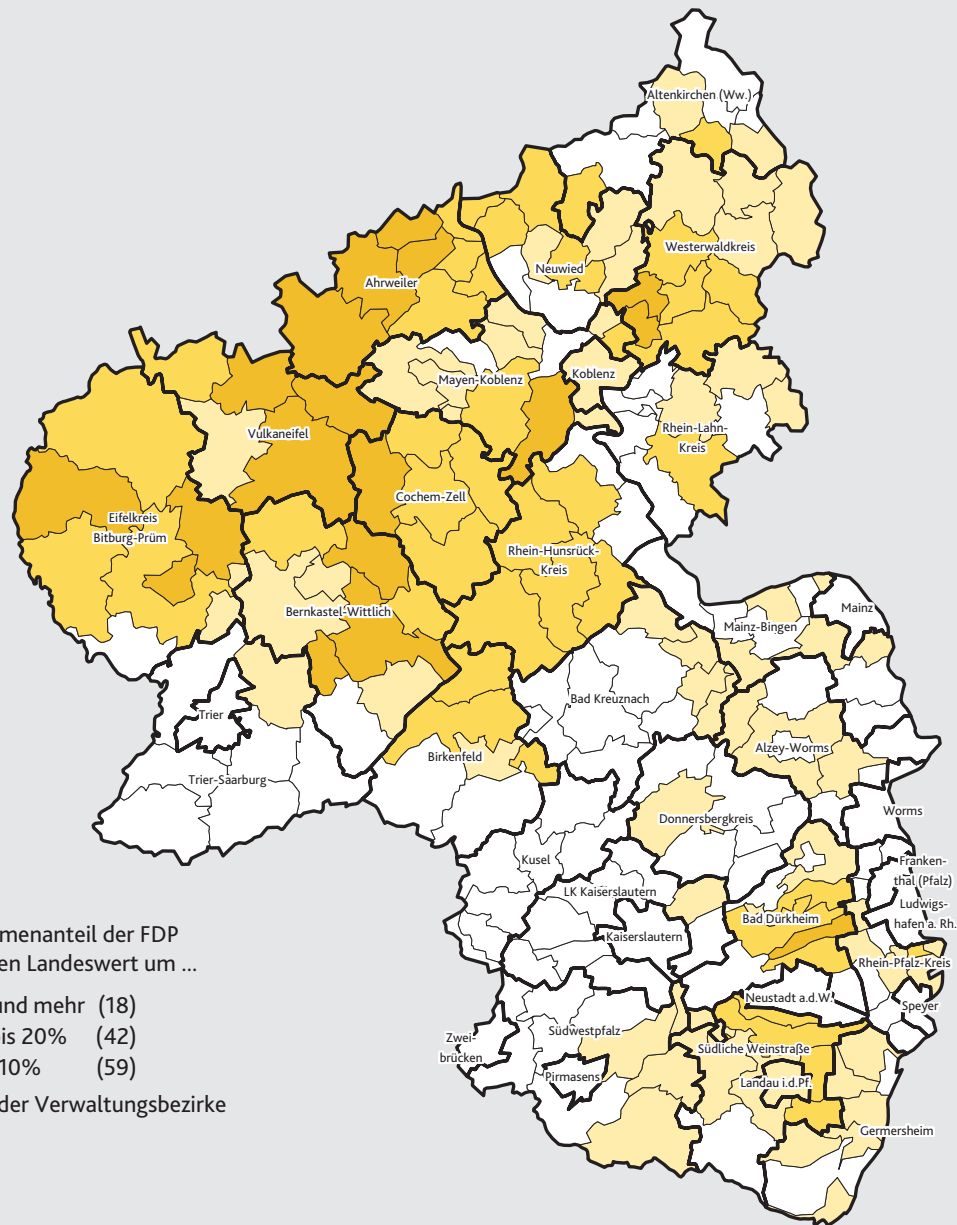 Altenkirchen (Ww.)
Westerwaldkreis
Neuwied
Ahrweiler
Koblenz
Mayen-Koblenz
Rhein-Lahn-
Kreis
Vulkaneifel
Cochem-Zell
Eifelkreis
Bitburg-Prüm
Rhein-Hunsrück-
Kreis
Bernkastel-Wittlich
Mainz
Mainz-Bingen
Bad Kreuznach
Trier
Alzey-Worms
Birkenfeld
Trier-Saarburg
Worms
Donnersbergkreis
Kusel
Franken-
thal (Pfalz)
LK Kaiserslautern
Ludwigs-
hafen a. Rh.
Bad Dürkheim
Kaiserslautern
Rhein-Pfalz-Kreis
Neustadt a.d.W.
Speyer
Südwestpfalz
Zwei-
brücken
Südliche Weinstraße
Pirmasens
Landau i.d.Pf.
Germersheim
menanteil der FDP
en Landeswert um ...
und mehr (18)
is 20% (42)
10% (59)
der Verwaltungsbezirke